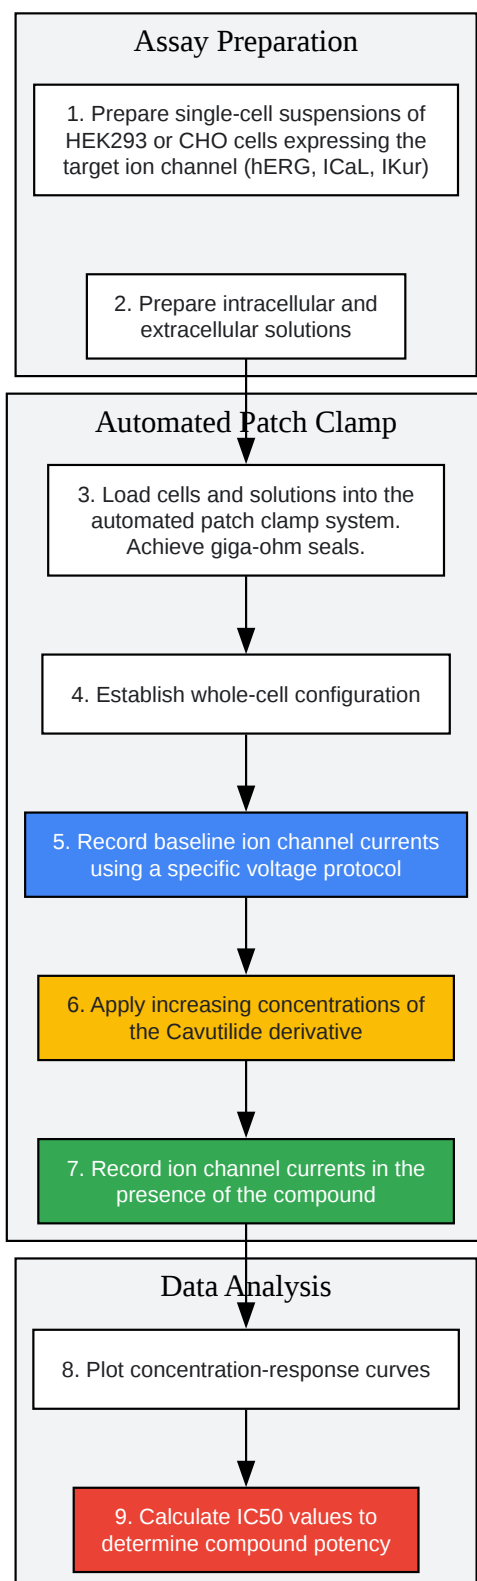 Assay Preparation
1. Prepare single-cell suspensions of
HEK293 or CHO cells expressing the
target ion channel (hERG, ICaL, IKur)
2. Prepare intracellular and
extracellular solutions
Automated Patch Clamp
3. Load cells and solutions into the
automated patch clamp system.
Achieve giga-ohm seals.
4. Establish whole-cell configuration
5. Record baseline ion channel currents
using a specific voltage protocol
6. Apply increasing concentrations of
the Cavutilide derivative
7. Record ion channel currents in the
presence of the compound
Data Analysis
8. Plot concentration-response curves
9. Calculate IC50 values to
determine compound potency